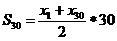 S₃₀ = (x₁ + x₃₀)/2 * 30